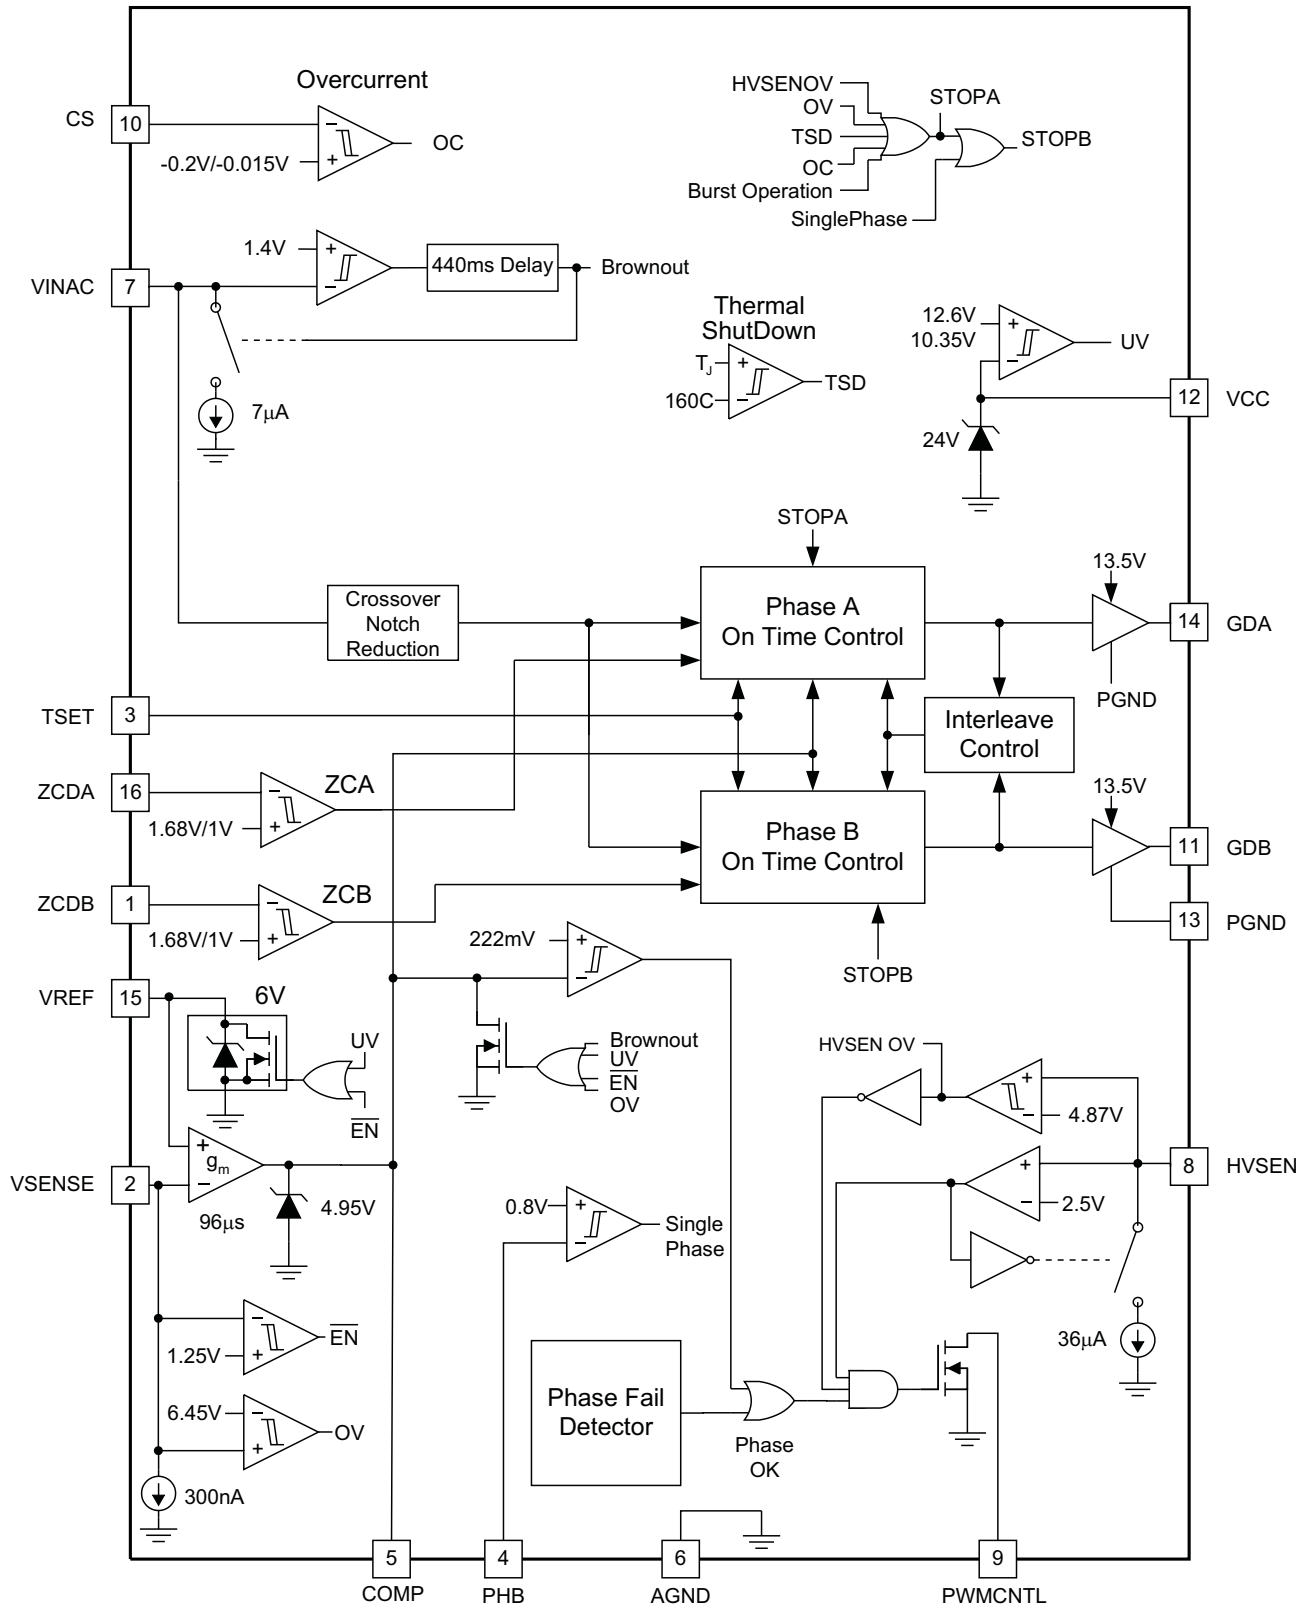 Overcurrent
CS
10
−
+
-0.2V/-0.015V
OC
HVSENOV
OV
TSD
OC
Burst Operation
SinglePhase
STOPA
STOPB
1.4V
+
−
440ms Delay
Brownout
VINAC
7
7µA
Thermal
ShutDown
TJ
+
160C
−
TSD
12.6V
10.35V
+
−
UV
12
VCC
24V
STOPA
Crossover
Notch
Reduction
Phase A
On Time Control
13.5V
14
GDA
PGND
TSET
3
Interleave
Control
ZCDA
16
−
+
1.68V/1V
ZCA
Phase B
On Time Control
13.5V
11
GDB
ZCDB
1
−
+
1.68V/1V
ZCB
13
PGND
222mV
+
−
STOPB
VREF
15
6V
UV
EN
Brownout
UV
EN
OV
HVSEN OV
+
−
4.87V
+
gm
−
96µs
4.95V
VSENSE
2
+
−
2.5V
8
HVSEN
0.8V
+
−
Single
Phase
−
+
1.25V
EN
36µA
6.45V
−
+
OV
Phase Fail
Detector
Phase
OK
300nA
5
COMP
4
PHB
6
AGND
9
PWMCNTL